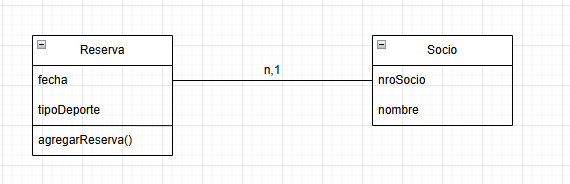 Reserva
fecha
tipoDeporte
agregarReserva()
n,1
Socio
nroSocio
nombre